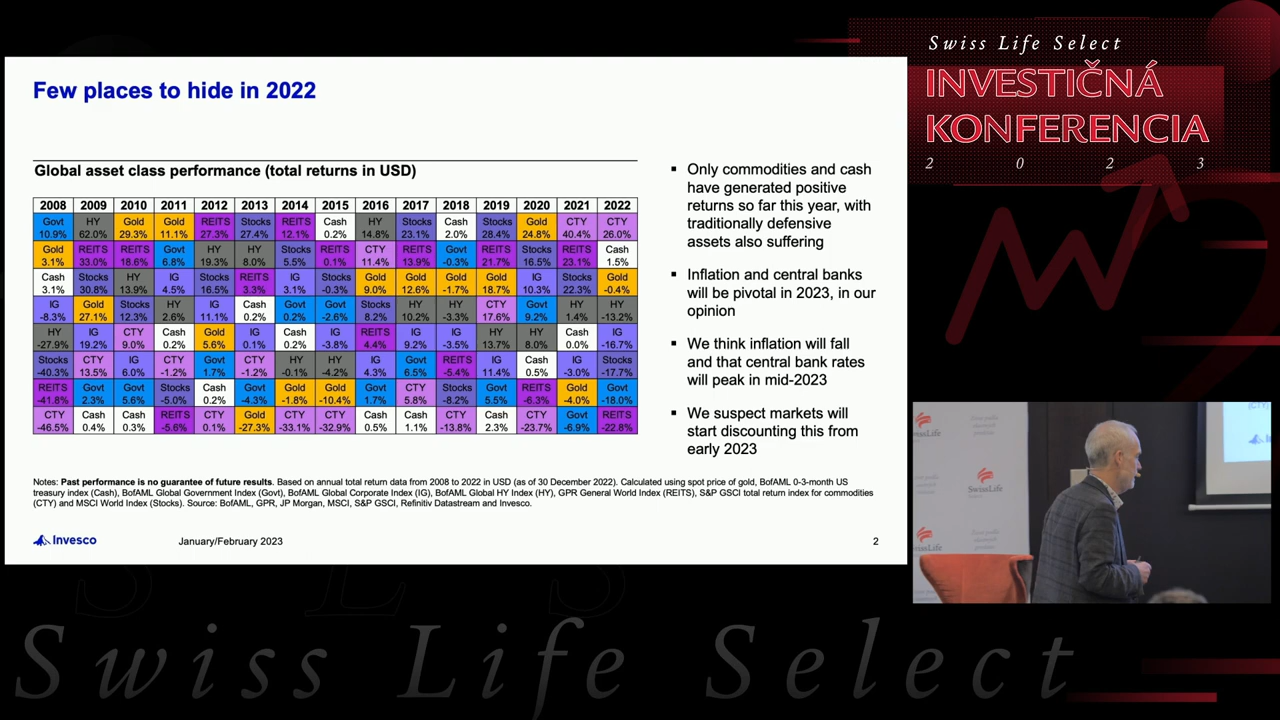 Swiss Life Select
INVESTIČNÁ
KONFERENCIA
2 0 2 3
Few places to hide in 2022
Global asset class performance (total returns in USD)
2008 2009 2010 2011 2012 2013 2014 2015 2016 2017 2018 2019 2020 2021 2022
Govt HY Gold Gold REITS Stocks REITS Cash HY Stocks Cash Stocks Gold CTY CTY
10.9% 62.0% 29.3% 11.1% 27.3% 27.4% 12.1% 0.2% 14.8% 23.1% 2.0% 28.4% 24.8% 40.4% 26.0%
Gold REITS REITS Govt HY HY Stocks REITS CTY REITS Govt REITS Stocks REITS Cash
3.1% 33.0% 18.6% 6.8% 19.3% 8.0% 5.5% 0.1% 11.4% 13.9% -0.3% 21.7% 16.5% 23.1% 1.5%
Cash Stocks HY IG Stocks REITS IG Stocks Gold Gold Gold Gold IG Stocks Gold
3.1% 30.8% 13.9% 4.5% 16.5% 3.3% 3.1% -0.3% 9.0% 12.6% -1.7% 18.7% 10.3% 22.3% -0.4%
IG Gold Stocks HY IG Cash Govt Govt Stocks HY HY CTY Govt HY HY
-8.3% 27.1% 12.3% 2.6% 11.1% 0.2% 0.2% -2.6% 8.2% 10.2% -3.3% 17.6% 9.2% 1.4% -13.2%
HY IG CTY Cash Gold IG Cash IG REITS IG IG HY HY Cash IG
-27.9% 19.2% 9.0% 0.2% 5.6% 0.1% 0.2% -3.8% 4.4% 9.2% -3.5% 13.7% 8.0% 0.0% -16.7%
Stocks CTY IG CTY Govt CTY HY HY IG Govt REITS IG Cash IG Stocks
-40.3% 13.5% 6.0% -1.2% 1.7% -1.2% -0.1% -4.2% 4.3% 6.5% -5.4% 11.4% 0.5% -3.0% -17.7%
REITS Govt Govt Stocks Cash Govt Gold Gold Govt CTY Stocks Govt REITS Gold Govt
-41.8% 2.3% 5.6% -5.0% 0.2% -4.3% -1.8% -10.4% 1.7% 5.8% -8.2% 5.5% -6.3% -4.0% -18.0%
CTY Cash Cash REITS CTY Gold CTY CTY Cash Cash CTY Cash CTY Govt REITS
-46.5% 0.4% 0.3% -5.6% 0.1% -27.3% -33.1% -32.9% 0.5% 1.1% -13.8% 2.3% -23.7% -6.9% -22.8%
▪ Only commodities and cash
have generated positive
returns so far this year, with
traditionally defensive
assets also suffering
▪ Inflation and central banks
will be pivotal in 2023, in our
opinion
▪ We think inflation will fall
and that central bank rates
will peak in mid-2023
▪ We suspect markets will
start discounting this from
early 2023
Notes: Past performance is no guarantee of future results. Based on annual total return data from 2008 to 2022 in USD (as of 30 December 2022). Calculated using spot price of gold, BofAML 0-3-month US
treasury index (Cash), BofAML Global Government Index (Govt), BofAML Global Corporate Index (IG), BofAML Global HY Index (HY), GPR General World Index (REITS), S&P GSCI total return index for commodities
(CTY) and MSCI World Index (Stocks). Source: BofAML, GPR, JP Morgan, MSCI, S&P GSCI, Refinitiv Datastream and Invesco.
Invesco
January/February 2023
2
SwissLife
SwissLife
Swiss Life Select